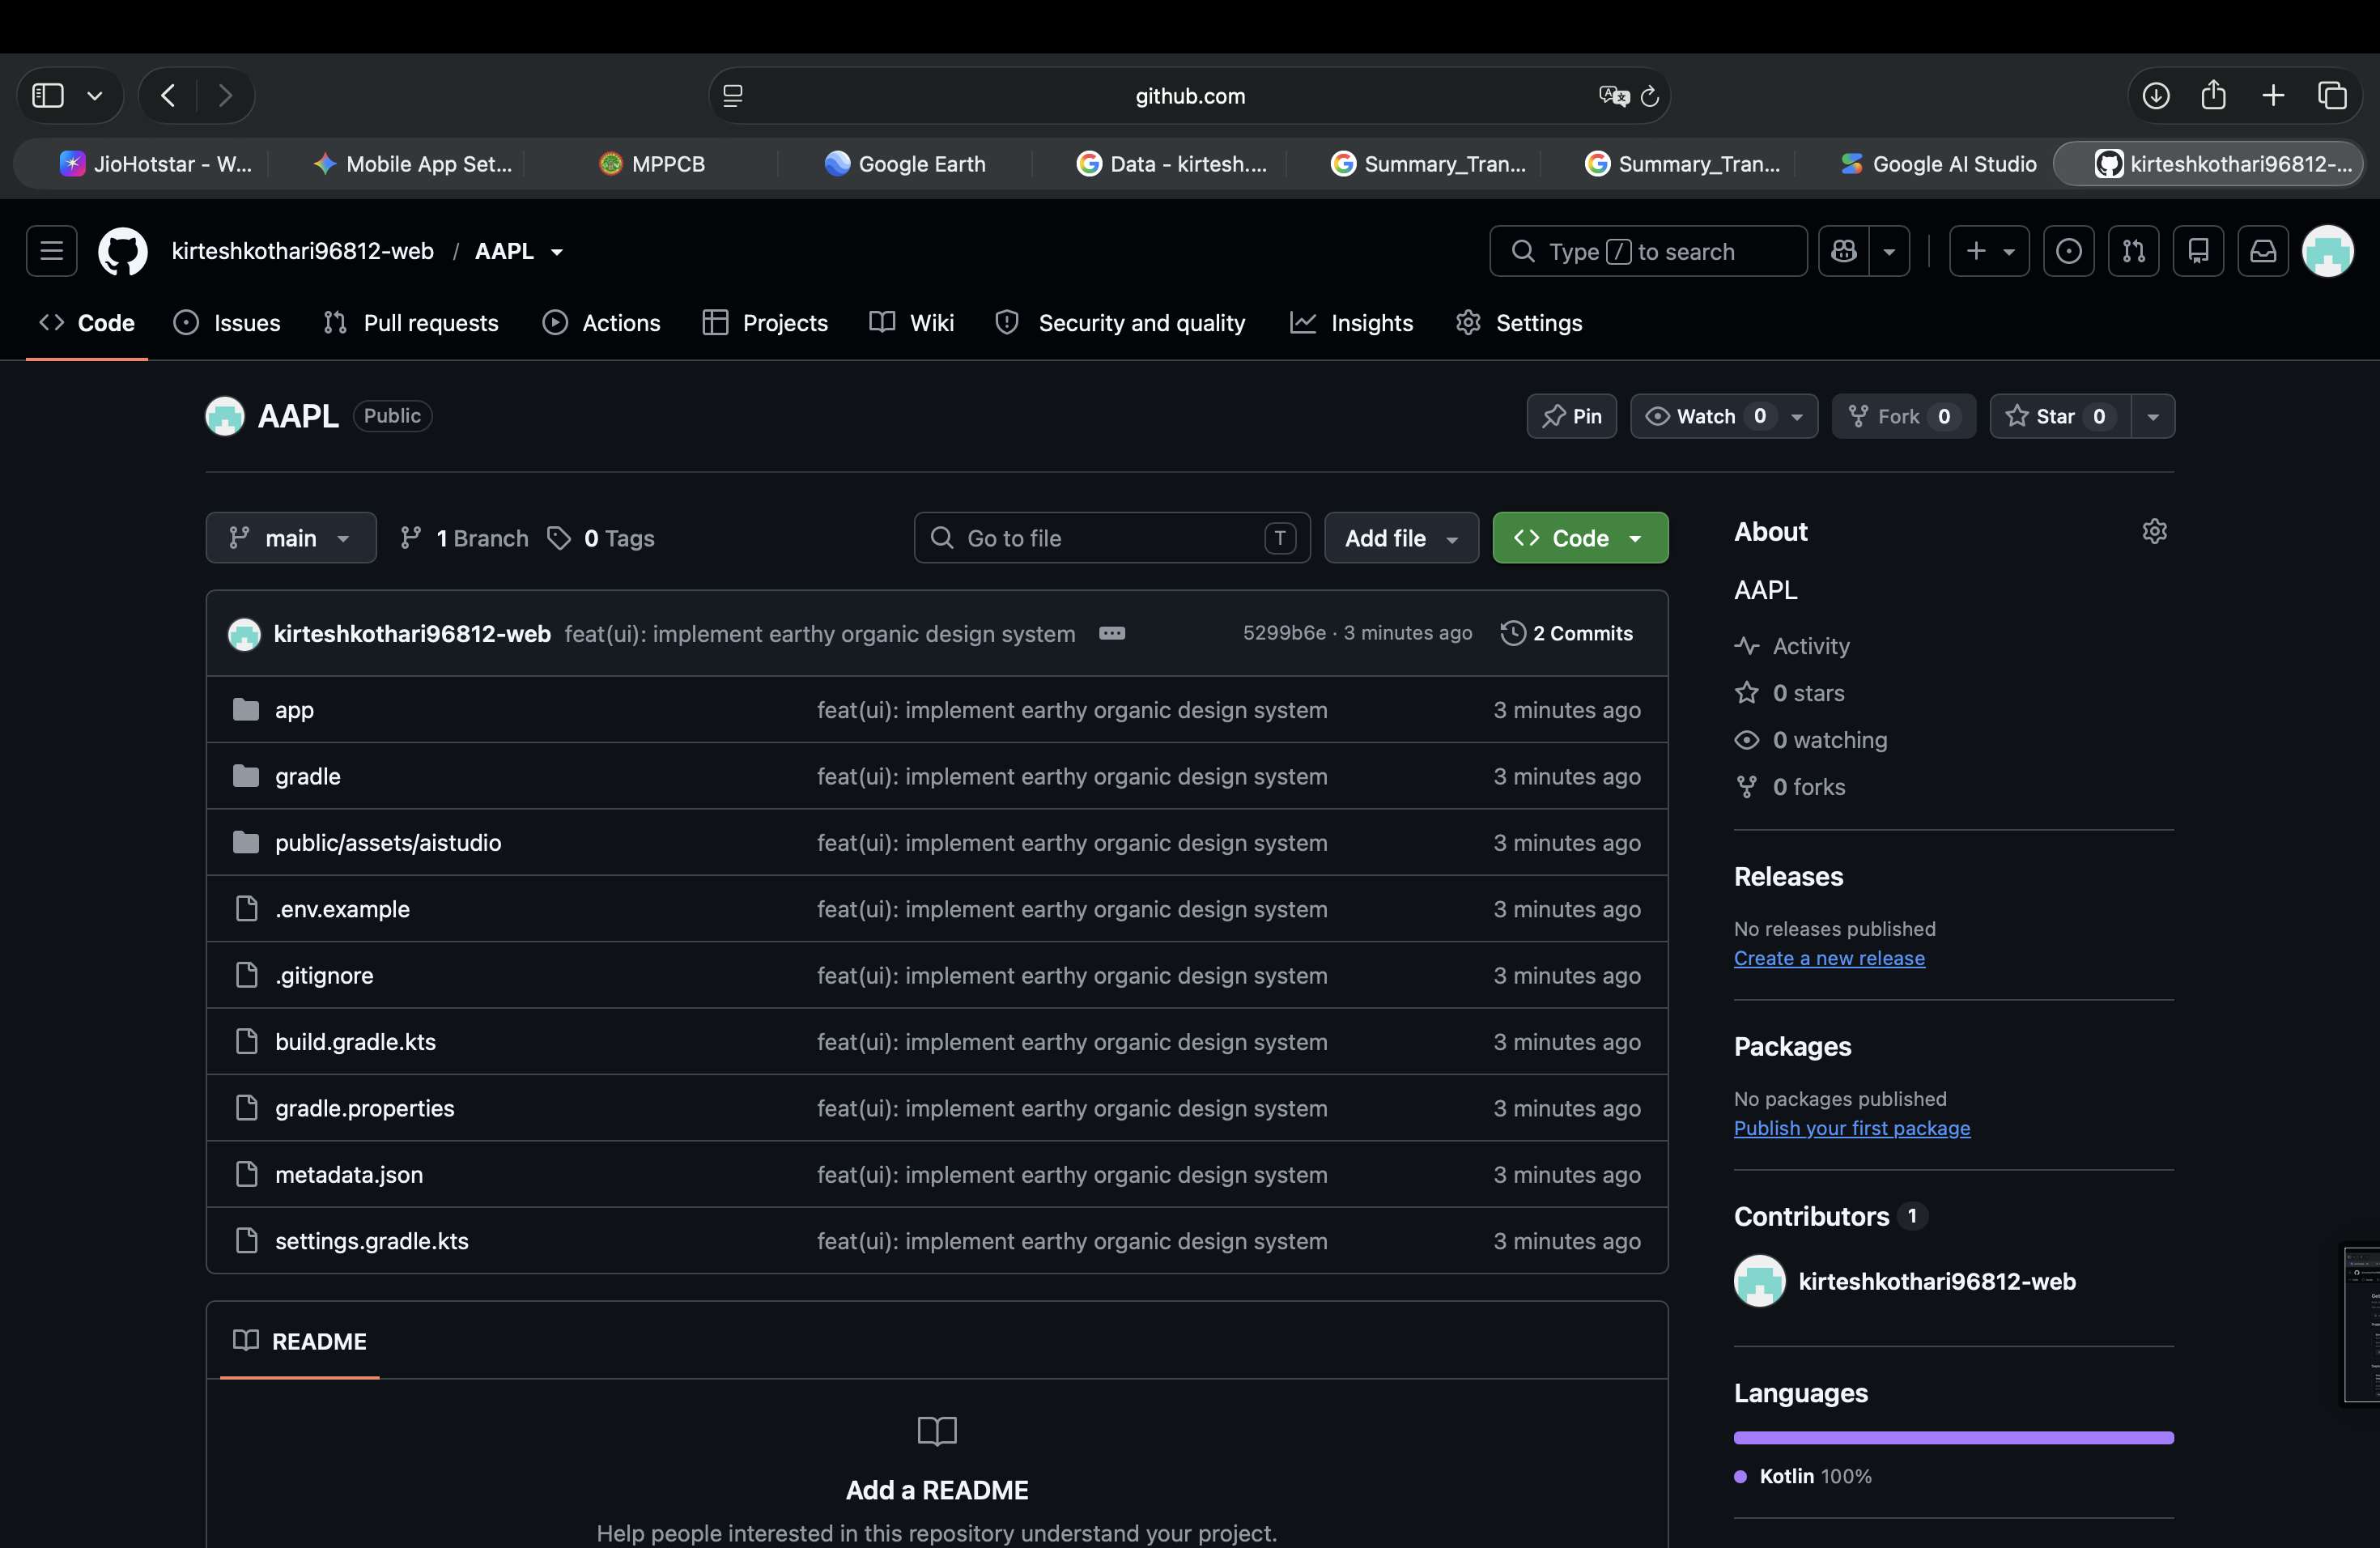 github.com
JioHotstar - W...
Mobile App Set...
MPPCB
Google Earth
Data - kirtesh....
Summary_Tran...
Summary_Tran...
Google AI Studio
kirteshkothari96812-...
kirteshkothari96812-web / AAPL
Type / to search
Code
Issues
Pull requests
Actions
Projects
Wiki
Security and quality
Insights
Settings
AAPL Public
Pin
Watch 0
Fork 0
Star 0
main
1 Branch
0 Tags
Go to file T
Add file
Code
kirteshkothari96812-web feat(ui): implement earthy organic design system 5299b6e · 3 minutes ago 2 Commits
app feat(ui): implement earthy organic design system 3 minutes ago
gradle feat(ui): implement earthy organic design system 3 minutes ago
public/assets/aistudio feat(ui): implement earthy organic design system 3 minutes ago
.env.example feat(ui): implement earthy organic design system 3 minutes ago
.gitignore feat(ui): implement earthy organic design system 3 minutes ago
build.gradle.kts feat(ui): implement earthy organic design system 3 minutes ago
gradle.properties feat(ui): implement earthy organic design system 3 minutes ago
metadata.json feat(ui): implement earthy organic design system 3 minutes ago
settings.gradle.kts feat(ui): implement earthy organic design system 3 minutes ago
README
Add a README
Help people interested in this repository understand your project.
About
AAPL
Activity
0 stars
0 watching
0 forks
Releases
No releases published
Create a new release
Packages
No packages published
Publish your first package
Contributors 1
kirteshkothari96812-web
Languages
Kotlin 100%